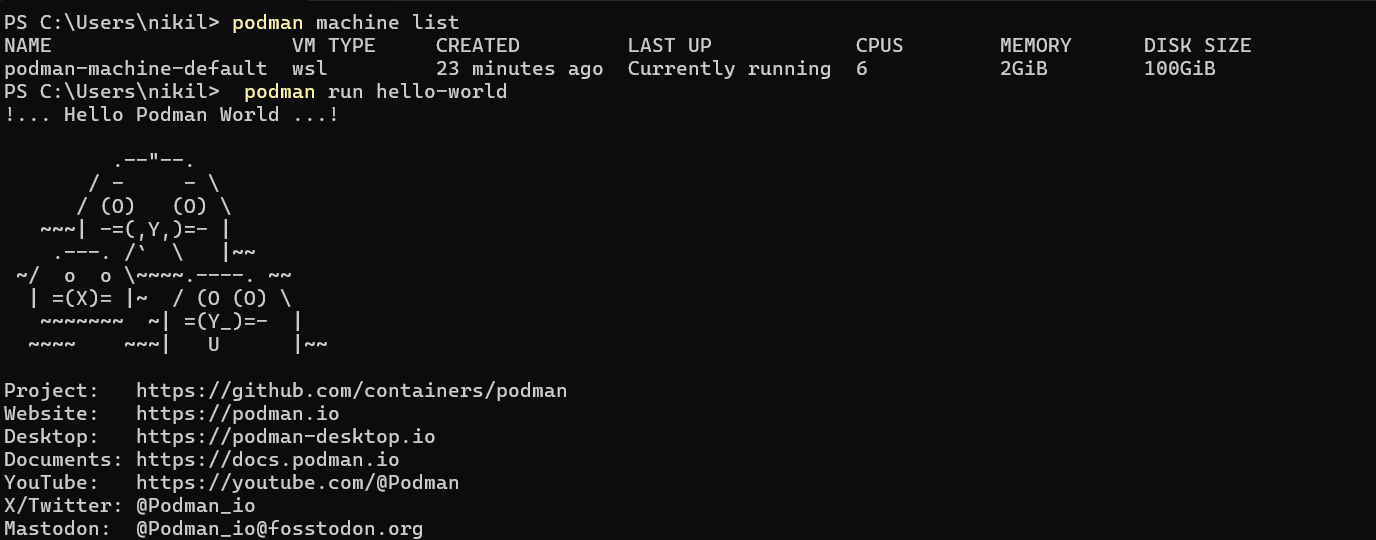 PS C:\Users\nikil> podman machine list
NAME                    VM TYPE     CREATED         LAST UP            CPUS        MEMORY      DISK SIZE
podman-machine-default  wsl         23 minutes ago  Currently running  6           2GiB        100GiB
PS C:\Users\nikil>  podman run hello-world
!... Hello Podman World ...!

         .--"--.
       / -     - \
      / (O)   (O) \
   ~~~| -=(,Y,)=- |
    .---. /`  \   |~~
 ~/  o  o \~~~~.----. ~~
  | =(X)= |~  / (O (O) \
   ~~~~~~~  ~| =(Y_)=-  |
  ~~~~    ~~~|   U      |~~

Project:   https://github.com/containers/podman
Website:   https://podman.io
Desktop:   https://podman-desktop.io
Documents: https://docs.podman.io
YouTube:   https://youtube.com/@Podman
X/Twitter: @Podman_io
Mastodon:  @Podman_io@fosstodon.org